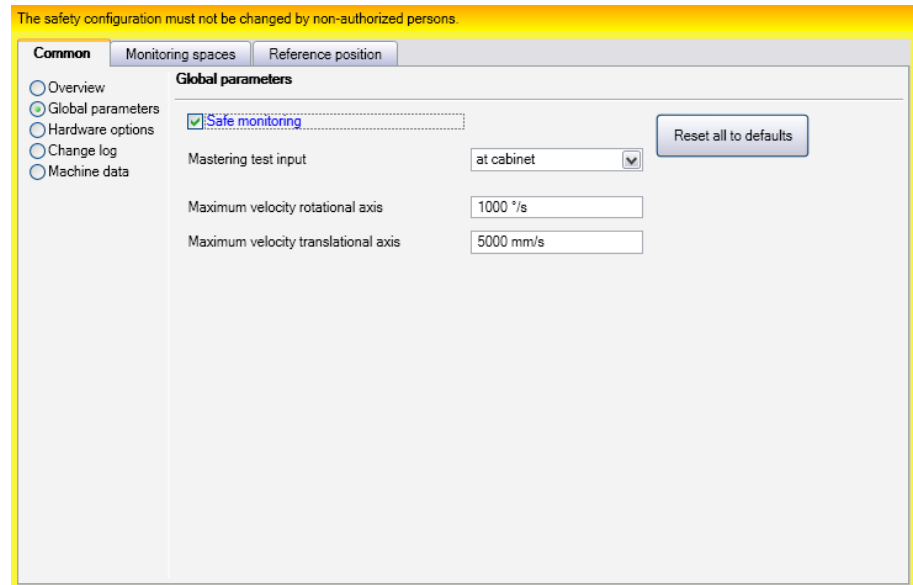 The safety configuration must not be changed by non-authorized persons.
Common
Monitoring spaces
Reference position
Overview
Global parameters
Hardware options
Change log
Machine data
Global parameters
Safe monitoring
Reset all to defaults
Mastering test input
at cabinet
Maximum velocity rotational axis
1000 °/s
Maximum velocity translational axis
5000 mm/s